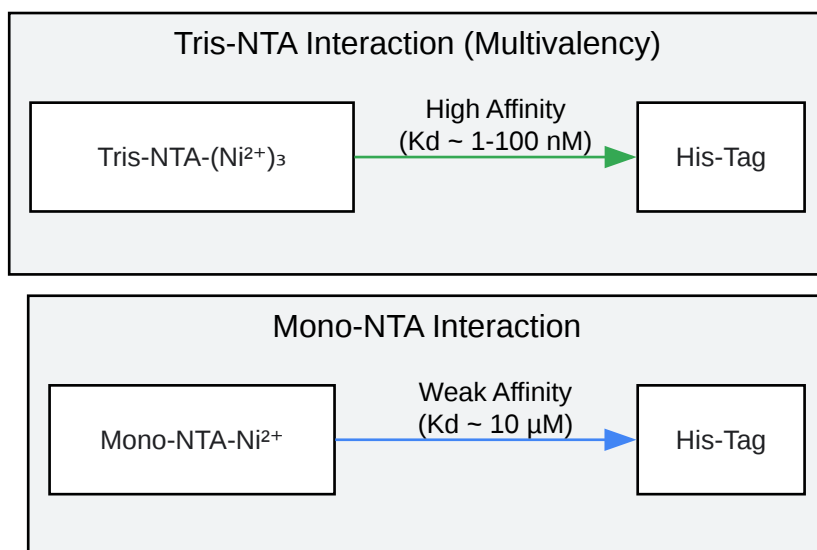 Tris-NTA Interaction (Multivalency)
Tris-NTA-(Ni²⁺)₃
High Affinity
(Kd ~ 1-100 nM)
His-Tag
Mono-NTA Interaction
Mono-NTA-Ni²⁺
Weak Affinity
(Kd ~ 10 µM)
His-Tag